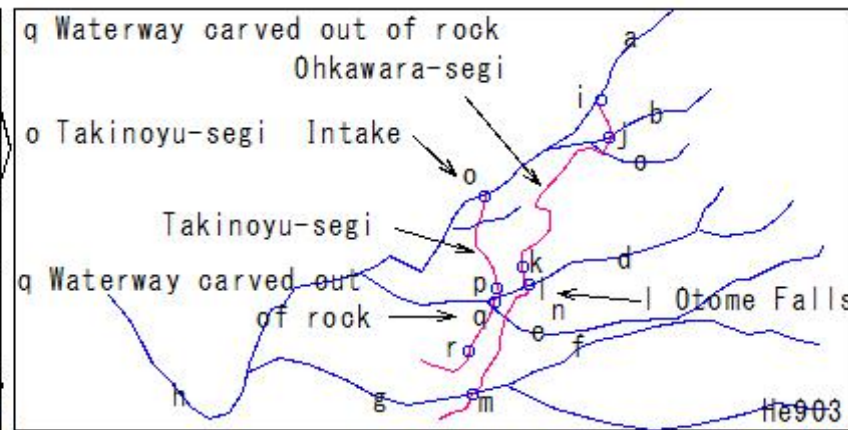 q Waterway carved out of rock
a
Ohkawara-segi
i
b
o Takinoyu-segi Intake
j
o
o
Takinoyu-segi
k
d
q Waterway carved out
of rock
p
l
l Otome Falls
n
q
e
r
f
h
g
m
He903